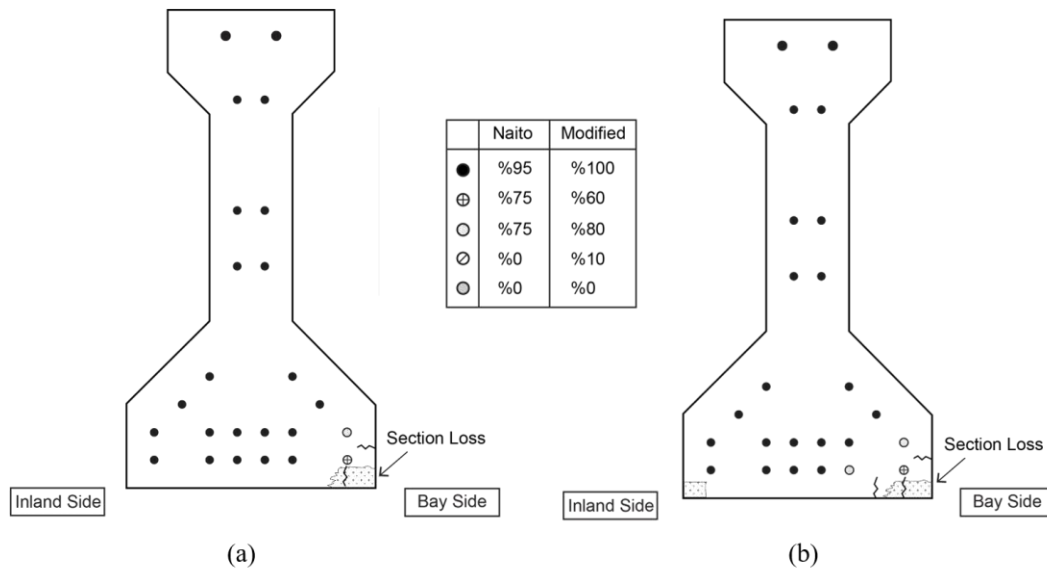 Naito Modified
%95 %100
%75 %60
%75 %80
%0 %10
%0 %0
Section Loss
Inland Side
Bay Side
(a)
Section Loss
Inland Side
Bay Side
(b)